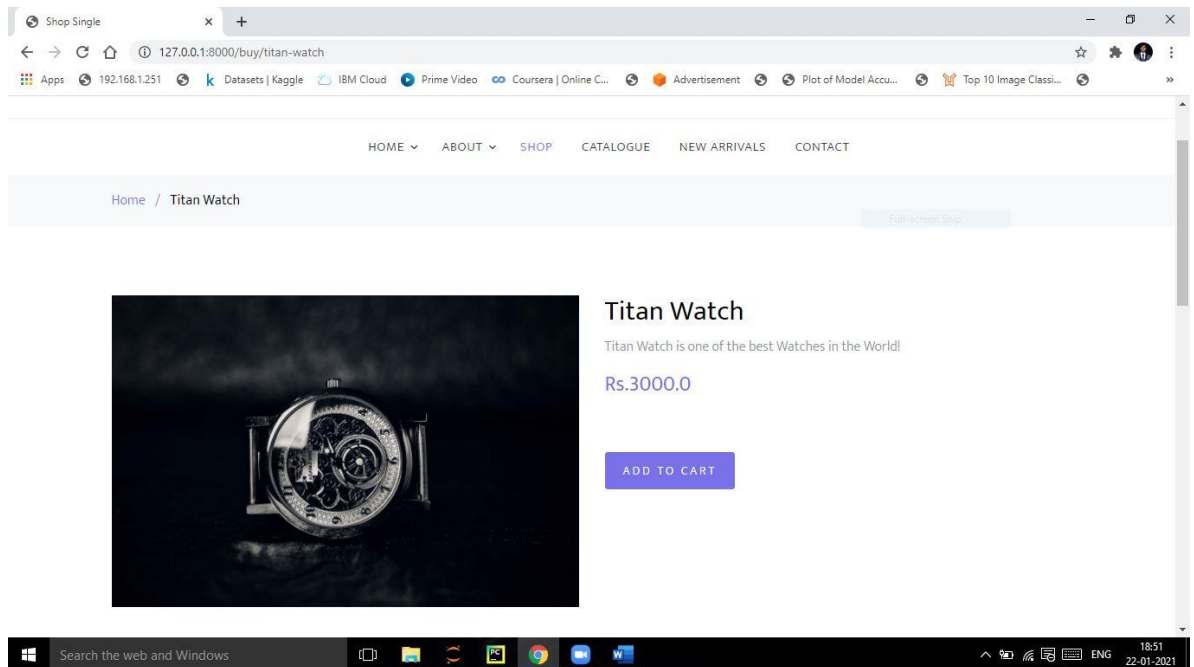 Shop Single
127.0.0.1:8000/buy/titan-watch
Apps 192.168.1.251 Datasets | Kaggle IBM Cloud Prime Video Coursera | Online C... Advertisement Plot of Model Accu... Top 10 Image Classi... »
HOME ABOUT SHOP CATALOGUE NEW ARRIVALS CONTACT
Home / Titan Watch
Full-screen Snip
Titan Watch
Titan Watch is one of the best Watches in the World!
Rs.3000.0
ADD TO CART
Search the web and Windows
ENG
18:51
22-01-2021